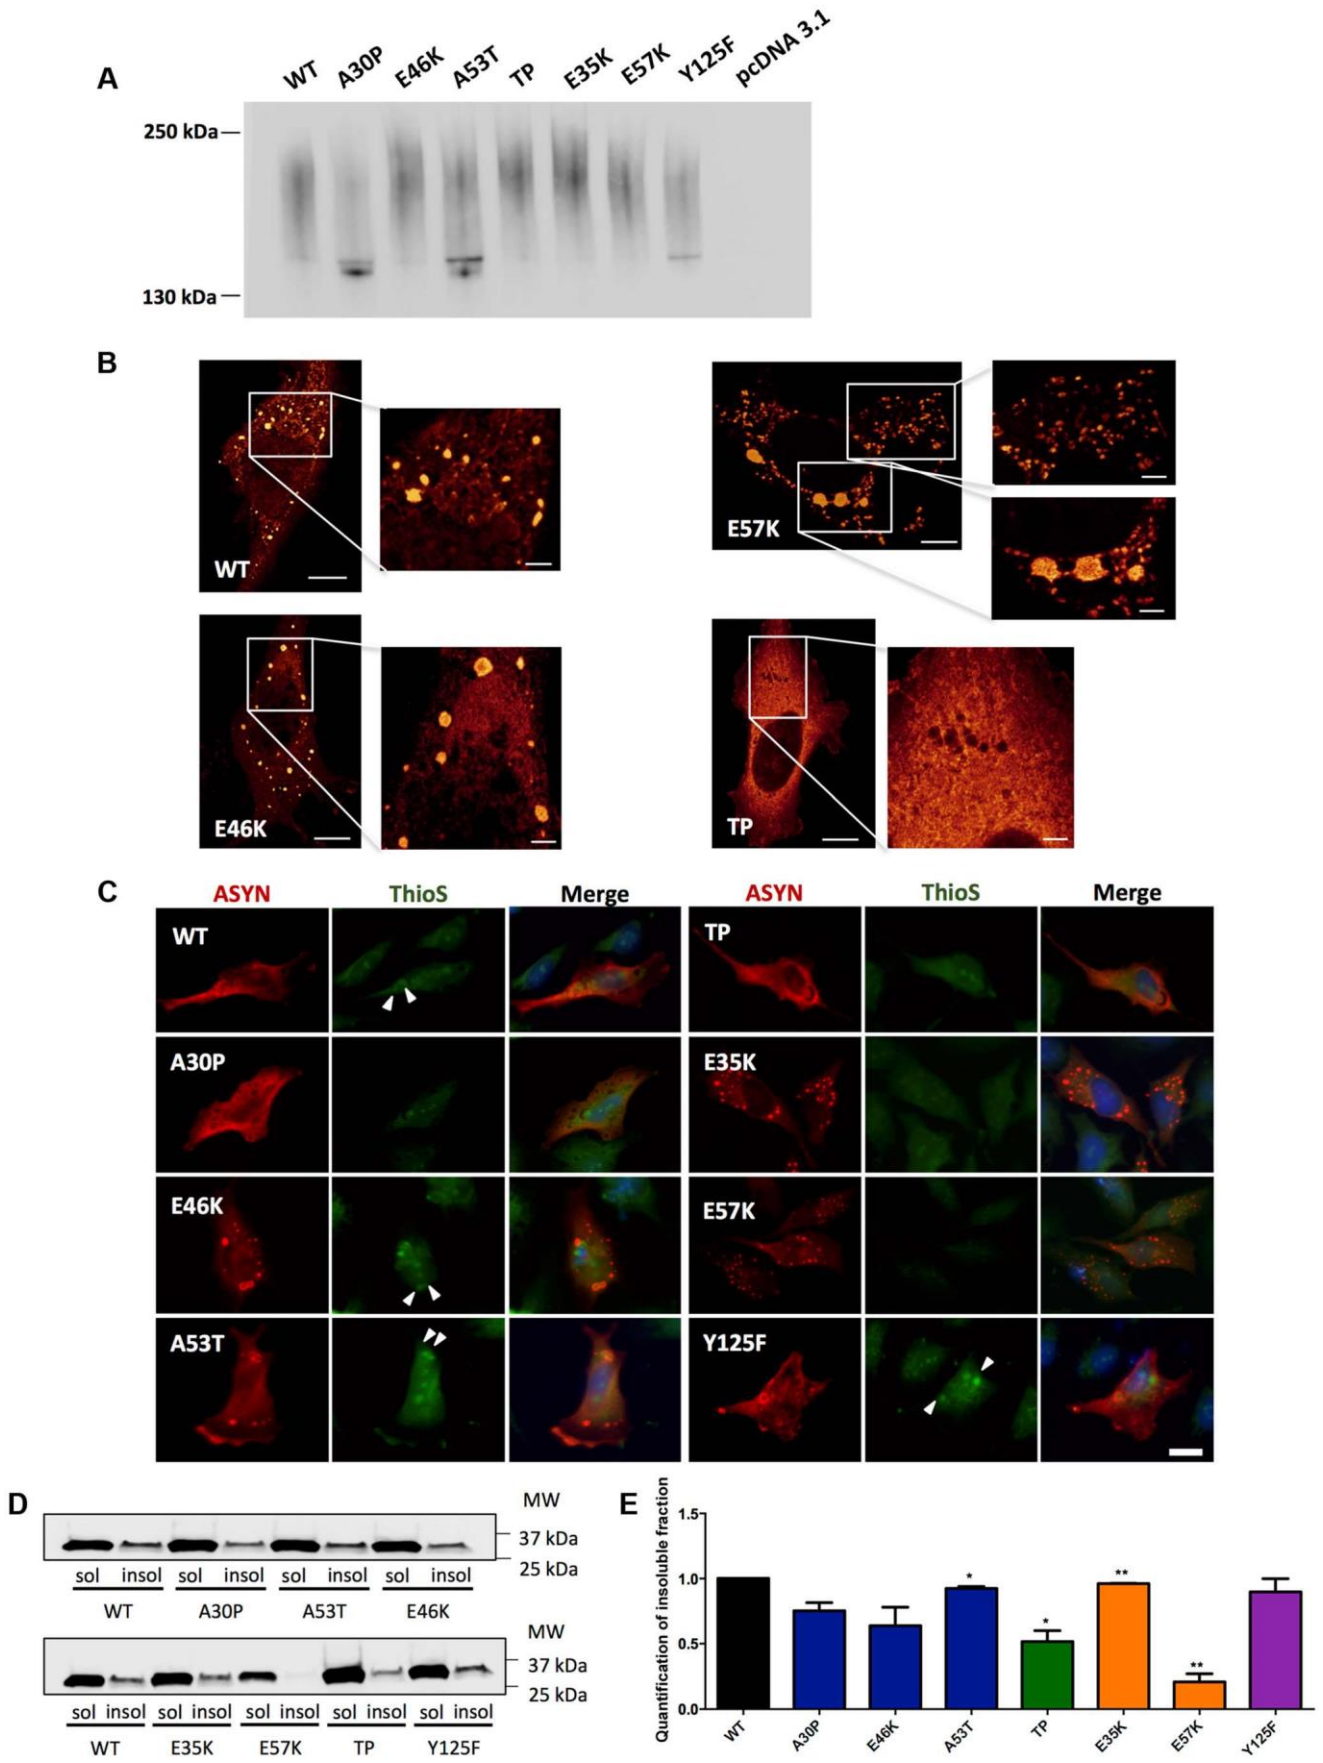 A
WT A30P E46K A53T TP E35K E57K Y125F pcDNA 3.1
250 kDa
130 kDa
B
WT
E57K
E46K
TP
C
ASYN ThioS Merge ASYN ThioS Merge
WT TP
A30P E35K
E46K E57K
A53T Y125F
D
MW
37 kDa
25 kDa
sol insol sol insol sol insol sol insol
WT A30P A53T E46K
MW
37 kDa
25 kDa
sol insol sol insol sol insol sol insol sol insol
WT E35K E57K TP Y125F
E
Quantification of insoluble fraction
1.5
1.0
0.5
0.0
* * ** **
WT A30P E46K A53T TP E35K E57K Y125F